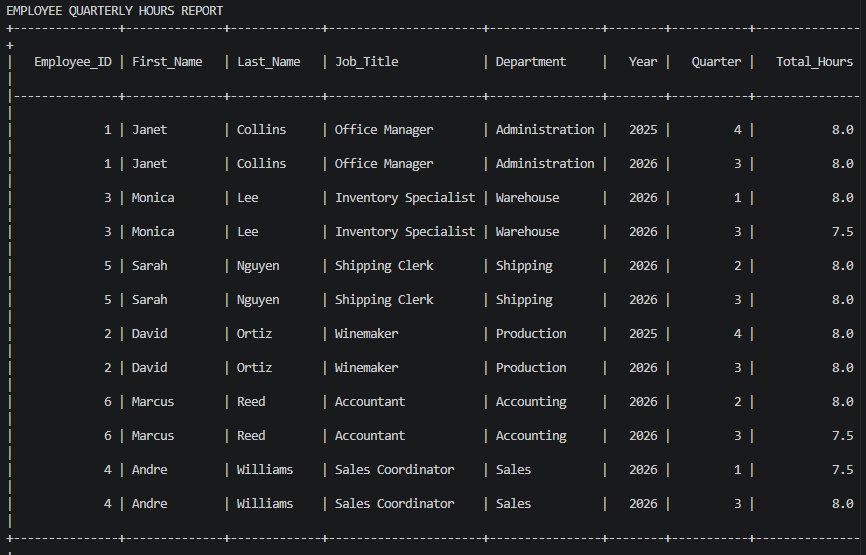 EMPLOYEE QUARTERLY HOURS REPORT
+---------------+--------------+-------------+----------------------+----------------+--------+-----------+---------------
+
|   Employee_ID | First_Name   | Last_Name   | Job_Title            | Department     |   Year |   Quarter |   Total_Hours
|
|---------------+--------------+-------------+----------------------+----------------+--------+-----------+---------------
|
|             1 | Janet        | Collins     | Office Manager       | Administration |   2025 |         4 |           8.0
|
|             1 | Janet        | Collins     | Office Manager       | Administration |   2026 |         3 |           8.0
|
|             3 | Monica       | Lee         | Inventory Specialist | Warehouse      |   2026 |         1 |           8.0
|
|             3 | Monica       | Lee         | Inventory Specialist | Warehouse      |   2026 |         3 |           7.5
|
|             5 | Sarah        | Nguyen      | Shipping Clerk       | Shipping       |   2026 |         2 |           8.0
|
|             5 | Sarah        | Nguyen      | Shipping Clerk       | Shipping       |   2026 |         3 |           8.0
|
|             2 | David        | Ortiz       | Winemaker            | Production     |   2025 |         4 |           8.0
|
|             2 | David        | Ortiz       | Winemaker            | Production     |   2026 |         3 |           8.0
|
|             6 | Marcus       | Reed        | Accountant           | Accounting     |   2026 |         2 |           8.0
|
|             6 | Marcus       | Reed        | Accountant           | Accounting     |   2026 |         3 |           7.5
|
|             4 | Andre        | Williams    | Sales Coordinator    | Sales          |   2026 |         1 |           7.5
|
|             4 | Andre        | Williams    | Sales Coordinator    | Sales          |   2026 |         3 |           8.0
|
+---------------+--------------+-------------+----------------------+----------------+--------+-----------+---------------
+